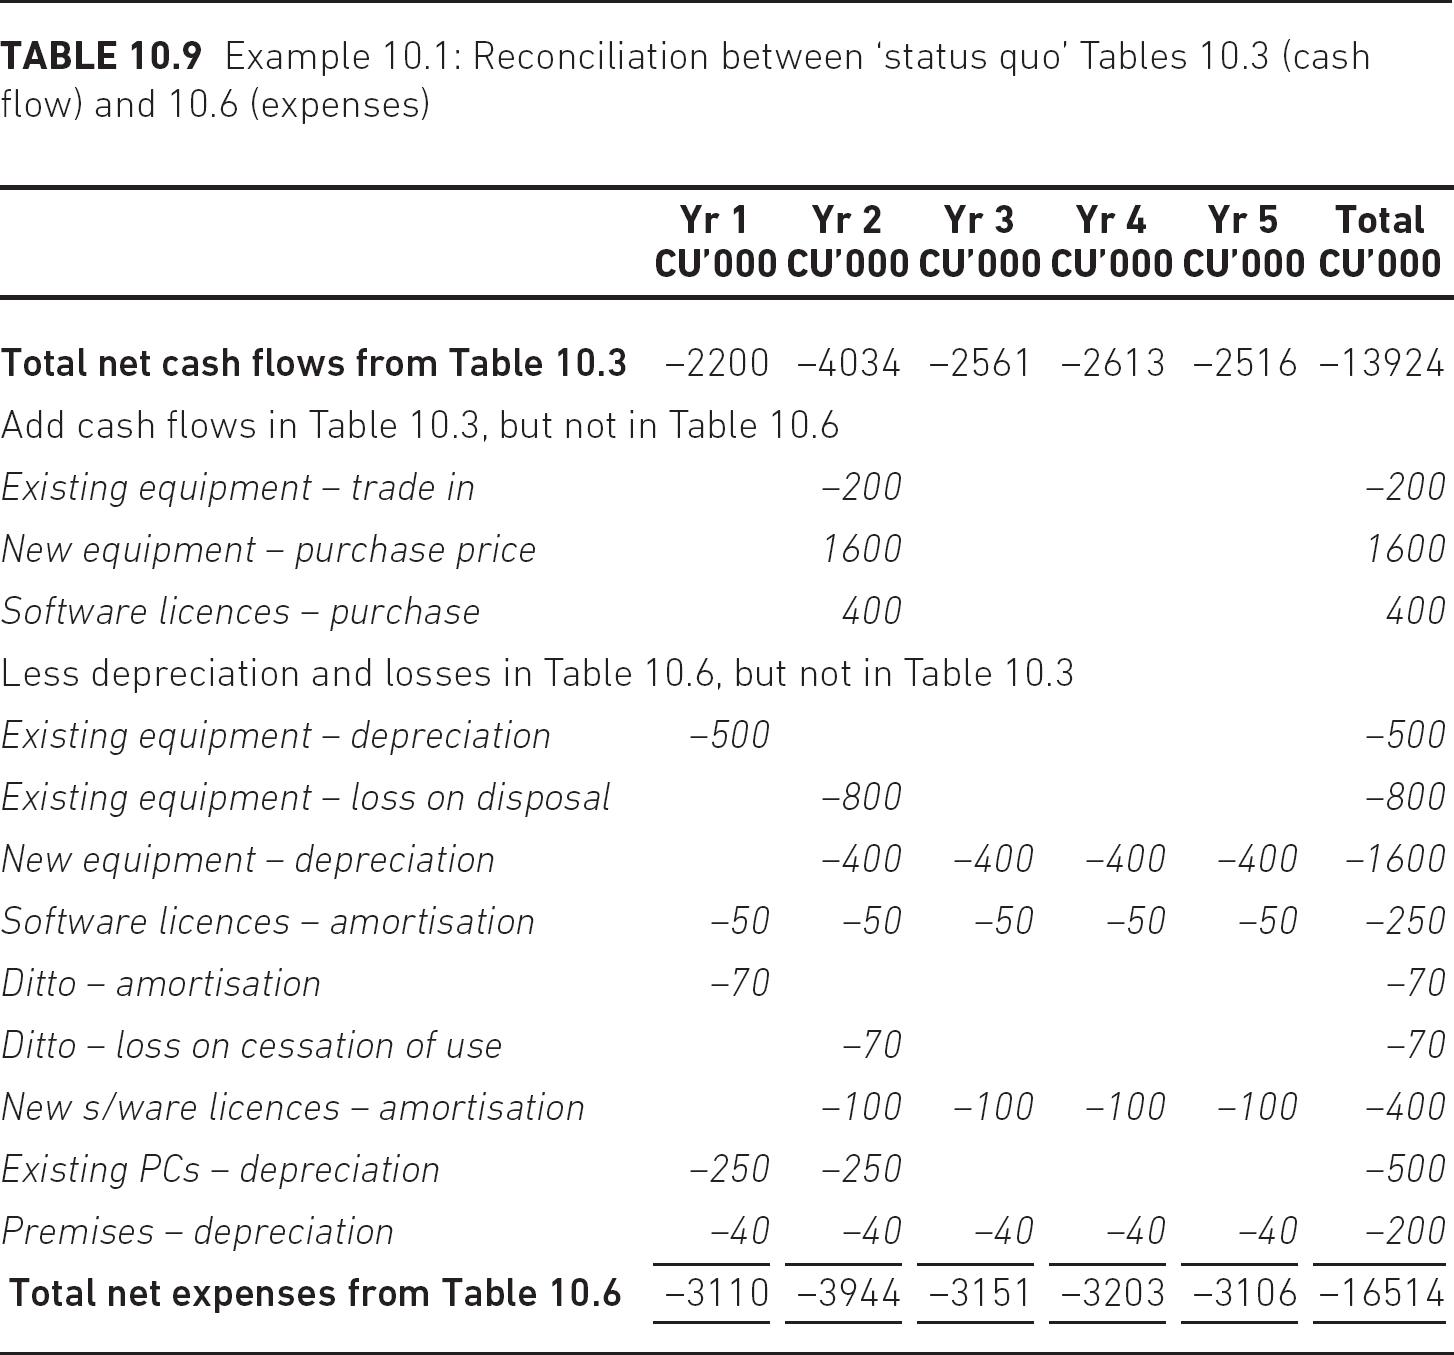 TABLE 10.9 Example 10.1: Reconciliation between ‘status quo’ Tables 10.3 (cash
flow) and 10.6 (expenses)
Yr 1 Yr 2 Yr 3 Yr 4 Yr 5 Total
CU’000 CU’000 CU’000 CU’000 CU’000 CU’000
Total net cash flows from Table 10.3 –2200 –4034 –2561 –2613 –2516 –13924
Add cash flows in Table 10.3, but not in Table 10.6
Existing equipment – trade in –200 –200
New equipment – purchase price 1600 1600
Software licences – purchase 400 400
Less depreciation and losses in Table 10.6, but not in Table 10.3
Existing equipment – depreciation –500 –500
Existing equipment – loss on disposal –800 –800
New equipment – depreciation –400 –400 –400 –400 –1600
Software licences – amortisation –50 –50 –50 –50 –50 –250
Ditto – amortisation –70 –70
Ditto – loss on cessation of use –70 –70
New s/ware licences – amortisation –100 –100 –100 –100 –400
Existing PCs – depreciation –250 –250 –500
Premises – depreciation –40 –40 –40 –40 –40 –200
Total net expenses from Table 10.6 –3110 –3944 –3151 –3203 –3106 –16514